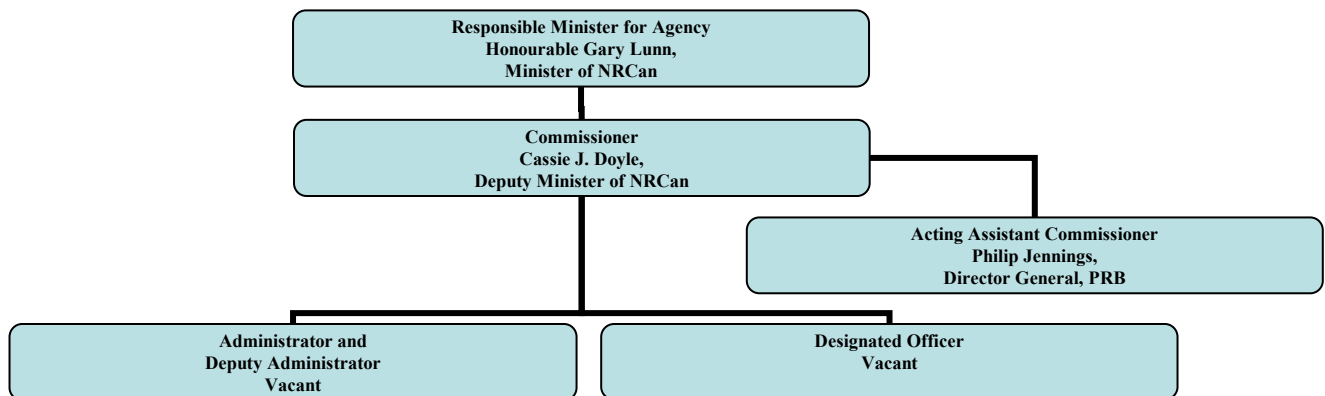 Responsible Minister for Agency
Honourable Gary Lunn,
Minister of NRCan
Commissioner
Cassie J. Doyle,
Deputy Minister of NRCan
Acting Assistant Commissioner
Philip Jennings,
Director General, PRB
Administrator and
Deputy Administrator
Vacant
Designated Officer
Vacant